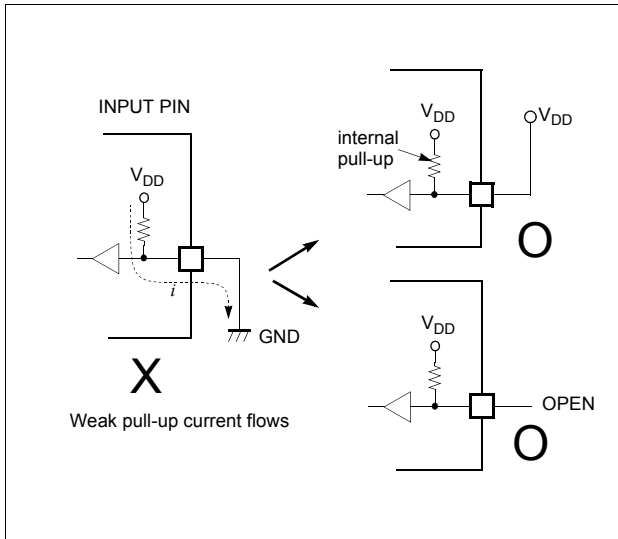 INPUT PIN
VDD
i
GND
X
Weak pull-up current flows
VDD
VDD
internal
pull-up
O
VDD
OPEN
O